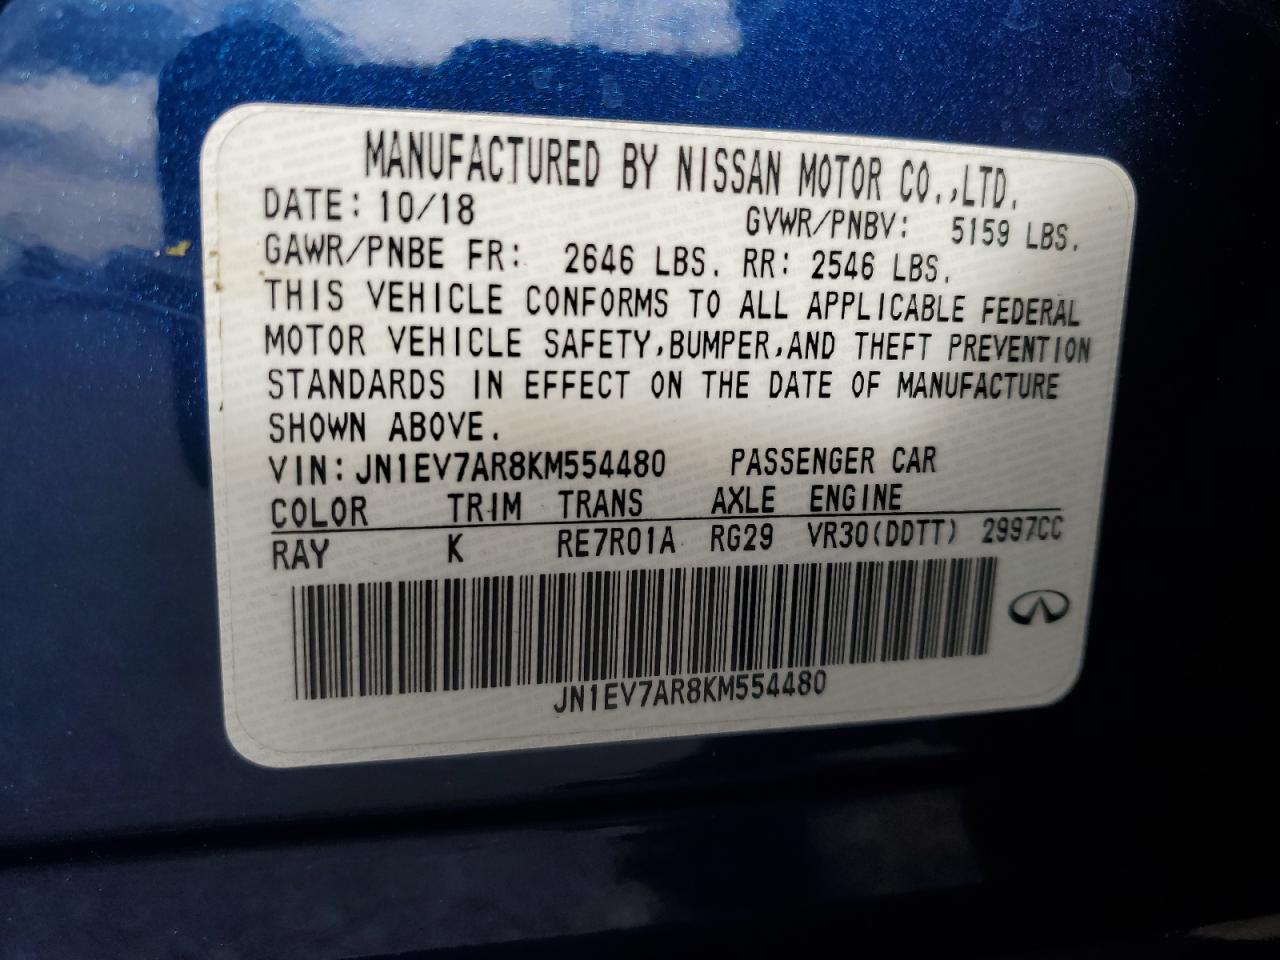 MANUFACTURED BY NISSAN MOTOR CO.,LTD.
DATE: 10/18 GVWR/PNBV: 5159 LBS.
GAWR/PNBE FR: 2646 LBS. RR: 2546 LBS.
THIS VEHICLE CONFORMS TO ALL APPLICABLE FEDERAL
MOTOR VEHICLE SAFETY,BUMPER,AND THEFT PREVENTION
STANDARDS IN EFFECT ON THE DATE OF MANUFACTURE
SHOWN ABOVE.
VIN: JN1EV7AR8KM554480 PASSENGER CAR
COLOR TRIM TRANS AXLE ENGINE
RAY K RE7R01A RG29 VR30(DDTT) 2997CC
JN1EV7AR8KM554480